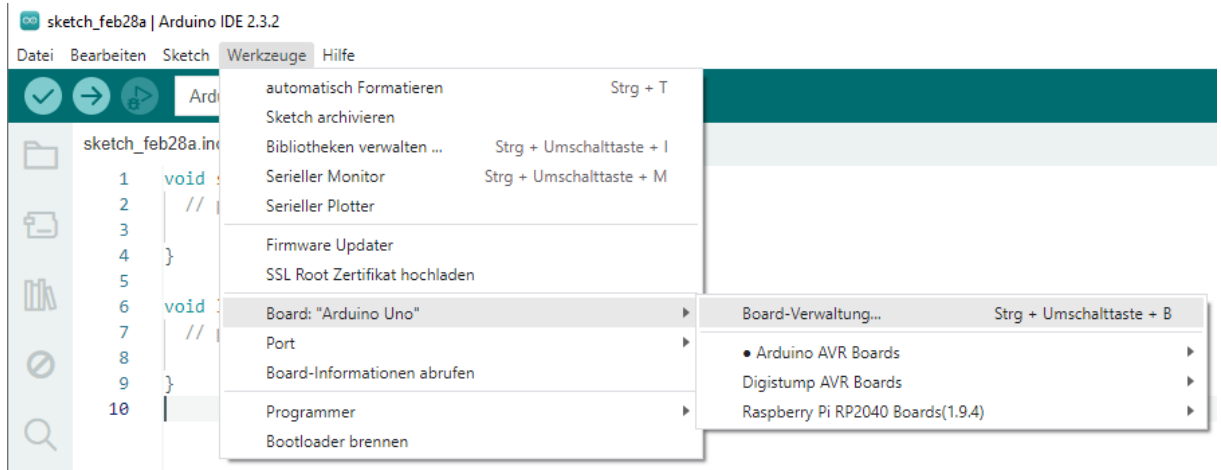 sketch_feb28a | Arduino IDE 2.3.2
Datei Bearbeiten Sketch Werkzeuge Hilfe
automatisch Formatieren Strg + T
Sketch archivieren
sketch_feb28a.ino
Bibliotheken verwalten ... Strg + Umschalttaste + I
1 void
Serieller Monitor Strg + Umschalttaste + M
2 //
Serieller Plotter
3
4 }
Firmware Updater
5
SSL Root Zertifikat hochladen
6 void
Board: "Arduino Uno"
Board-Verwaltung... Strg + Umschalttaste + B
7 //
Port
8
● Arduino AVR Boards
Board-Informationen abrufen
9 }
Digistump AVR Boards
10
Programmer
Raspberry Pi RP2040 Boards(1.9.4)
Bootloader brennen